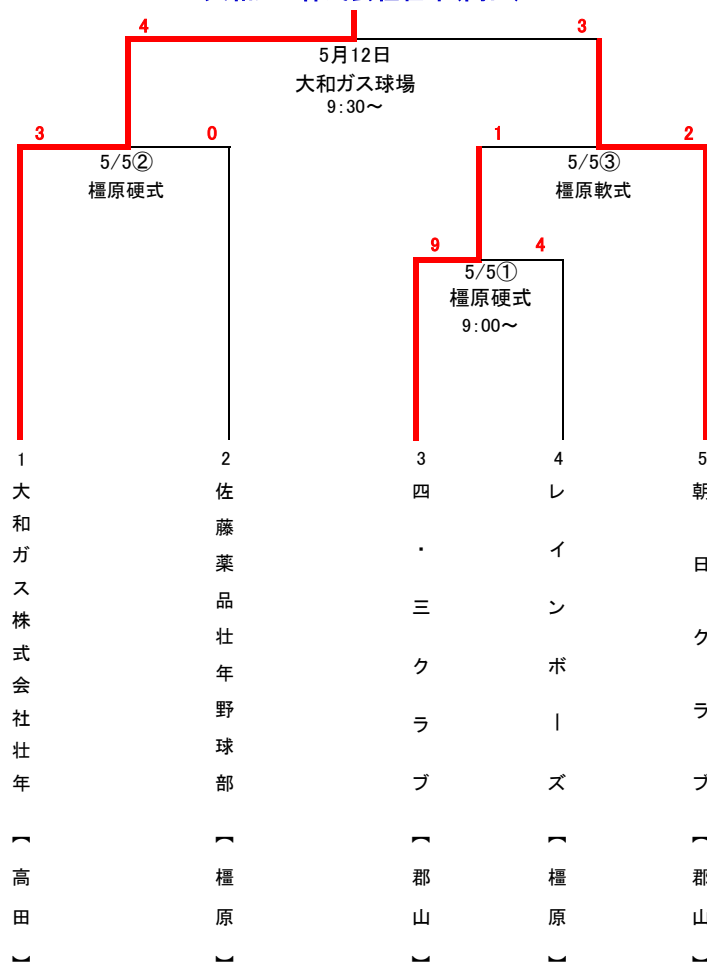 4
3
5月12日
大和ガス球場
9:30～
3
0
1
2
5/5②
橿原硬式
5/5③
橿原軟式
9
4
5/5①
橿原硬式
9:00～
1
大和ガス株式会社壮年【高田】
2
佐藤薬品壮年野球部【橿原】
3
四・三クラブ【郡山】
4
レインボーズ【橿原】
5
朝日クラブ【郡山】